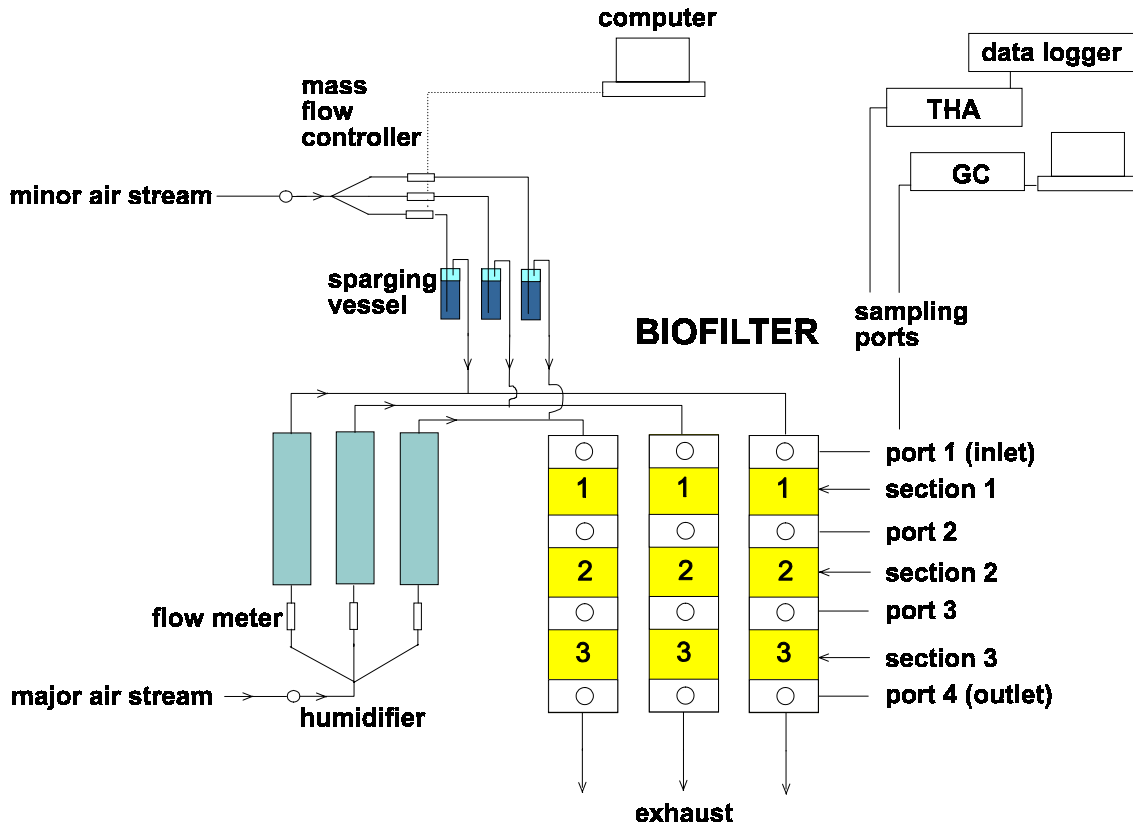 computer
data logger
mass
flow
controller
THA
GC
minor air stream
sparging
vessel
sampling
ports
BIOFILTER
port 1 (inlet)
1 1 1
section 1
port 2
2 2 2
section 2
flow meter
port 3
3 3 3
section 3
major air stream
port 4 (outlet)
humidifier
exhaust